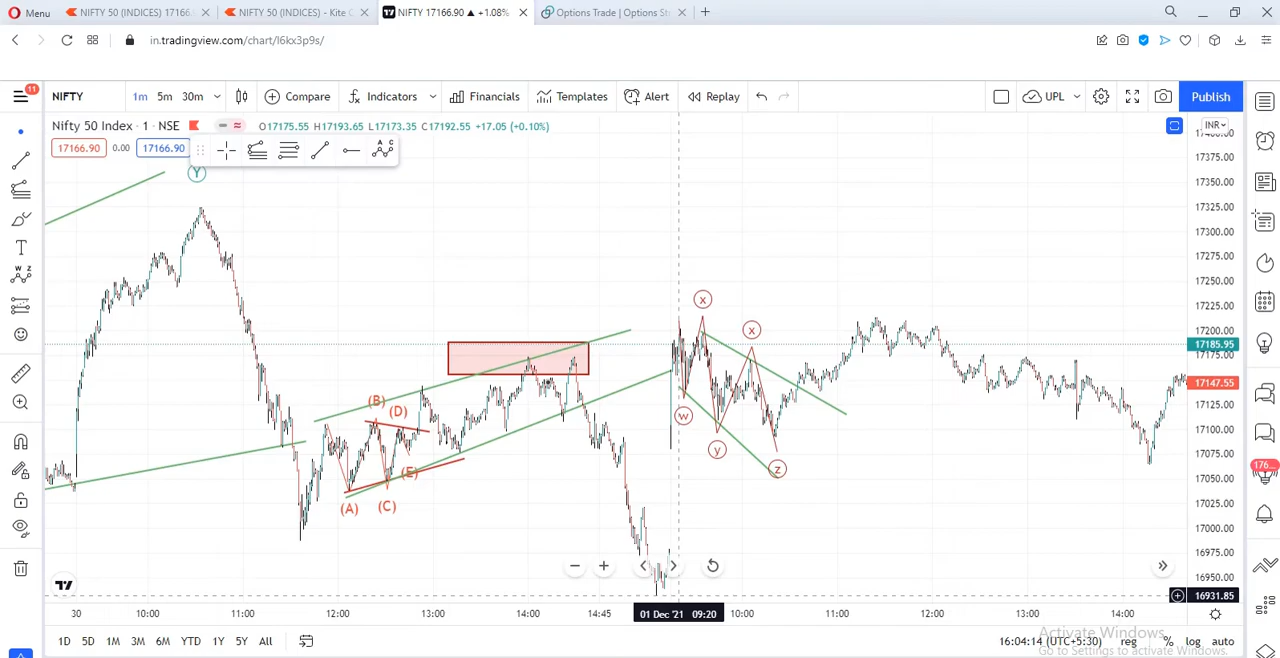 Menu
NIFTY 50 (INDICES) 17166.
NIFTY 50 (INDICES) - Kite C
NIFTY 17166.90 ▲ +1.08%
Options Trade | Options St
in.tradingview.com/chart/l6kx3p9s/
11
NIFTY
1m 5m 30m
Compare
Indicators
Financials
Templates
Alert
Replay
UPL
Publish
Nifty 50 Index · 1 · NSE
O17175.55 H17193.65 L17173.35 C17192.55 +17.05 (+0.10%)
INR
17166.90 0.00 17166.90
17375.00
17350.00
17325.00
17300.00
17275.00
17250.00
17225.00
17200.00
17185.95
17175.00
17147.55
17125.00
17100.00
17075.00
17050.00
17025.00
17000.00
16975.00
16950.00
16931.85
Y
(A)
(B)
(C)
(D)
(E)
w
x
y
x
z
176...
30 10:00 11:00 12:00 13:00 14:00 14:45 01 Dec '21 09:20 10:00 11:00 12:00 13:00 14:00
1D 5D 1M 3M 6M YTD 1Y 5Y All
16:04:14 (UTC+5:30) reg % log auto
Activate Windows
Go to Settings to activate Windows.